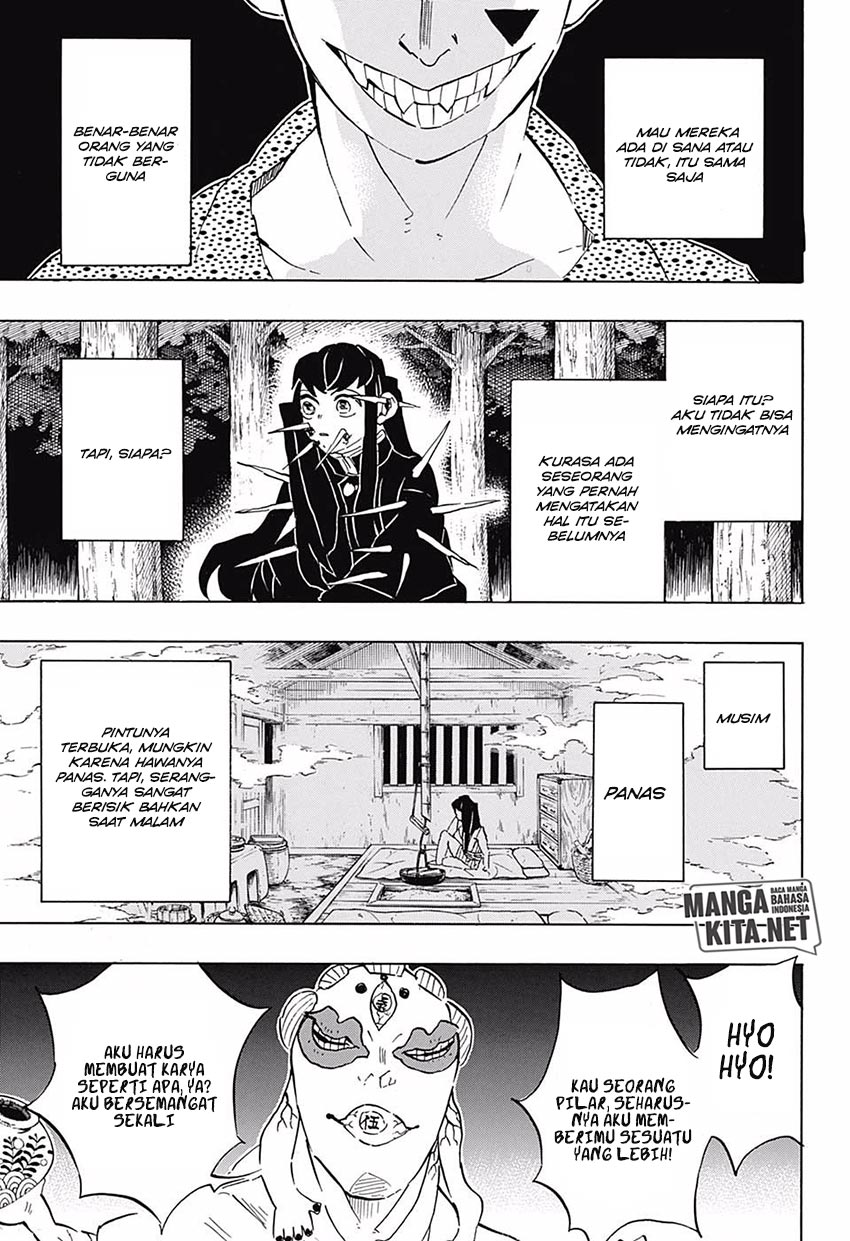 MAU MEREKA
ADA DI SANA ATAU
TIDAK, ITU SAMA
SAJA
BENAR-BENAR
ORANG YANG
TIDAK BER-
GUNA
SIAPA ITU?
AKU TIDAK BISA
MENGINGATNYA
KURASA ADA
SESEORANG
YANG PERNAH
MENGATAKAN
HAL ITU SE-
BELUMNYA
TAPI, SIAPA?
MUSIM
PANAS
PINTUNYA
TERBUKA, MUNGKIN
KARENA HAWANYA
PANAS. TAPI, SERANG-
GANYA SANGAT
BERISIK BAHKAN
SAAT MALAM
MANGA
KITA.NET
BACA MANGA
BAHASA
INDONESIA
HYO
HYO!
KAU SEORANG
PILAR, SEHARUS-
NYA AKU MEM-
BERIMU SESUATU
YANG LEBIH!
AKU HARUS
MEMBUAT KARYA
SEPERTI APA, YA?
AKU BERSEMANGAT
SEKALI
伍